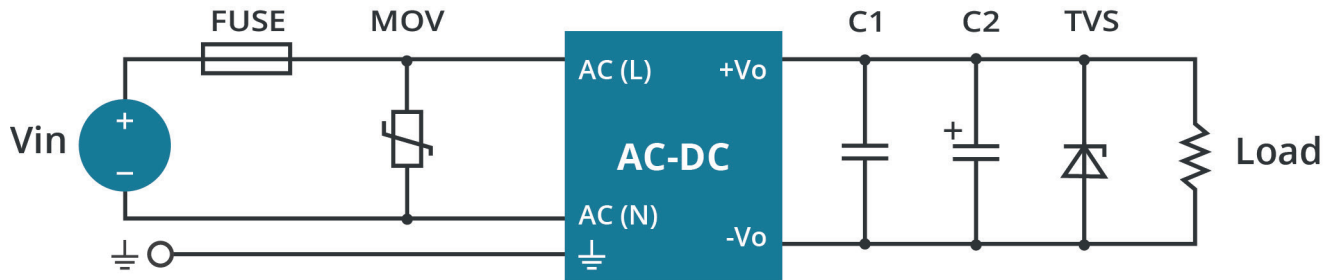 FUSE
MOV
C1
C2
TVS
AC (L)
+Vo
Vin
+
−
AC-DC
+
Load
AC (N)
-Vo